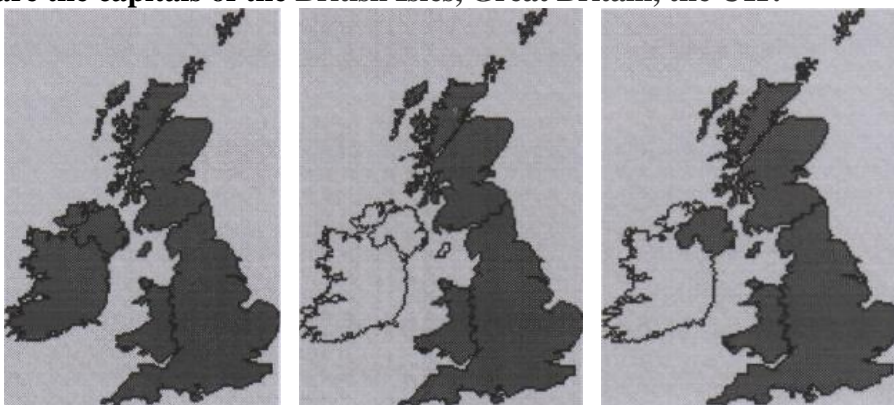 are the capitals of the British Isles, Great Britain, the UK?